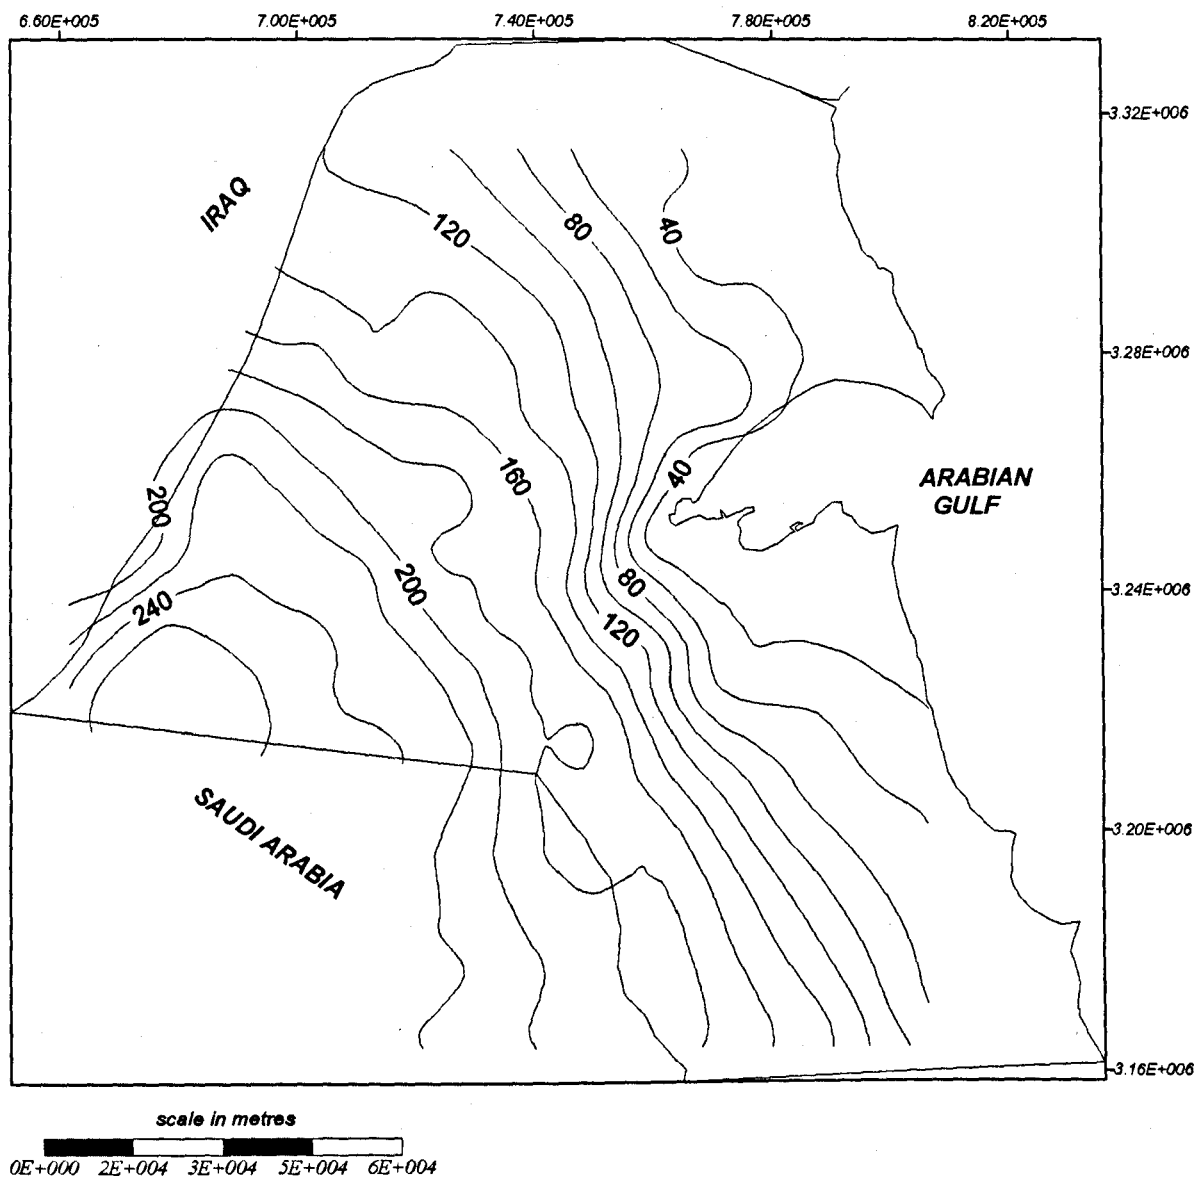 6.60E+005 7.00E+005 7.40E+005 7.80E+005 8.20E+005
3.32E+006
IRAQ
120
80
40
3.28E+006
160
40
ARABIAN
GULF
200
200
80
3.24E+006
240
120
SAUDI ARABIA
3.20E+006
3.16E+006
scale in metres
0E+000 2E+004 3E+004 5E+004 6E+004